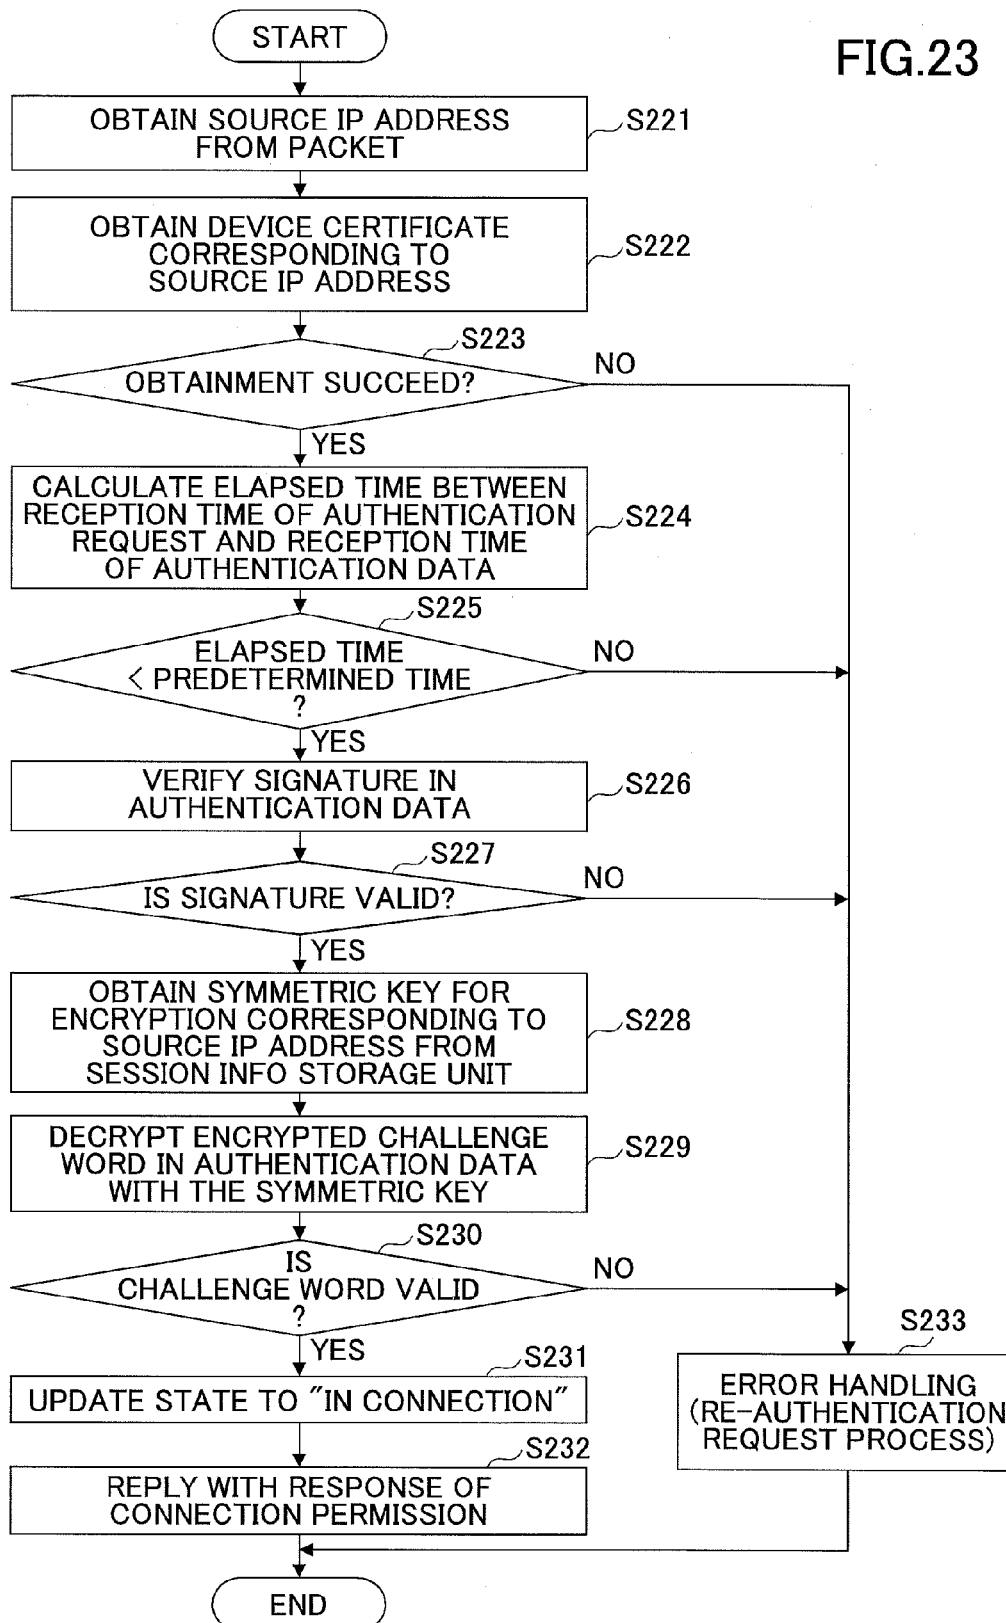 START
FIG.23
OBTAIN SOURCE IP ADDRESS
FROM PACKET
S221
OBTAIN DEVICE CERTIFICATE
CORRESPONDING TO
SOURCE IP ADDRESS
S222
S223
OBTAINMENT SUCCEED?
NO
YES
CALCULATE ELAPSED TIME BETWEEN
RECEPTION TIME OF AUTHENTICATION
REQUEST AND RECEPTION TIME
OF AUTHENTICATION DATA
S224
S225
ELAPSED TIME
< PREDETERMINED TIME
?
NO
YES
VERIFY SIGNATURE IN
AUTHENTICATION DATA
S226
S227
IS SIGNATURE VALID?
NO
YES
OBTAIN SYMMETRIC KEY FOR
ENCRYPTION CORRESPONDING TO
SOURCE IP ADDRESS FROM
SESSION INFO STORAGE UNIT
S228
DECRYPT ENCRYPTED CHALLENGE
WORD IN AUTHENTICATION DATA
WITH THE SYMMETRIC KEY
S229
S230
IS
CHALLENGE WORD VALID
?
NO
YES
S231
UPDATE STATE TO "IN CONNECTION"
S232
REPLY WITH RESPONSE OF
CONNECTION PERMISSION
S233
ERROR HANDLING
(RE-AUTHENTICATION
REQUEST PROCESS)
END